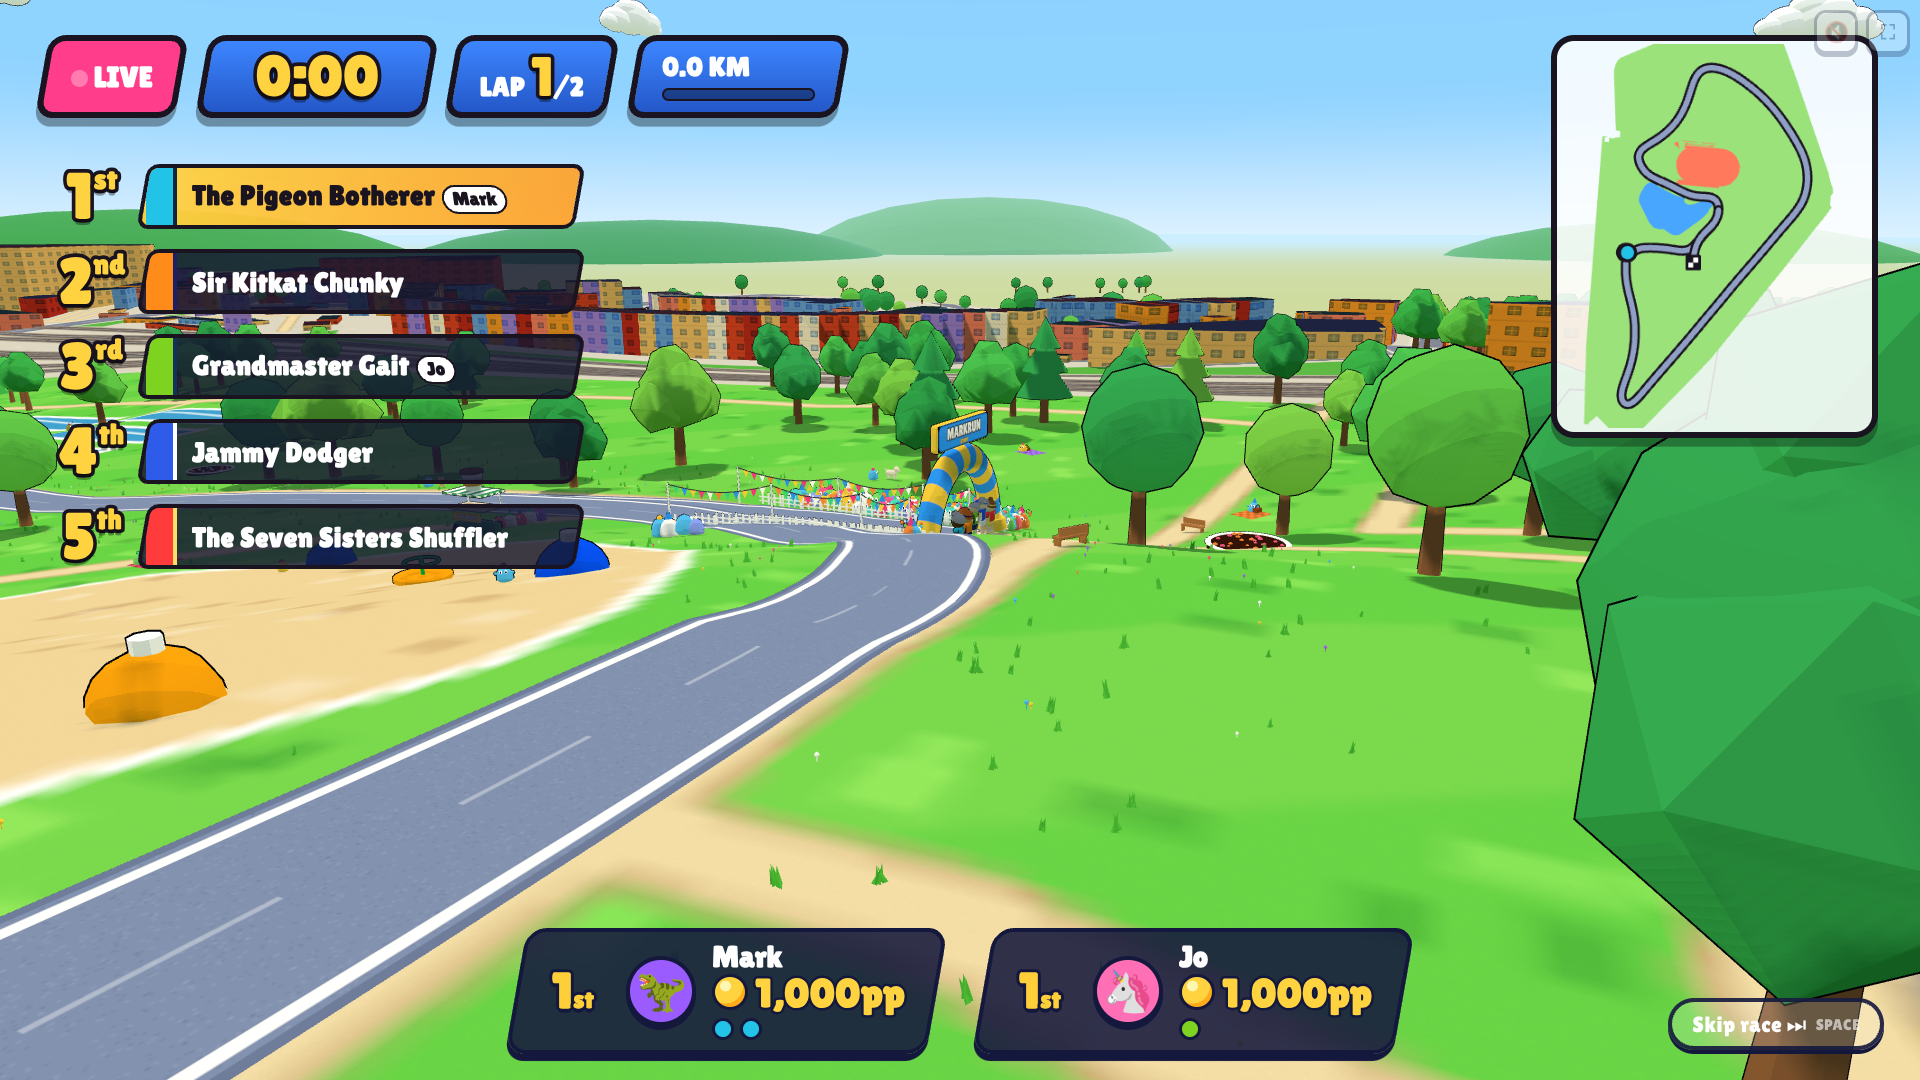 LIVE
0:00
LAP 1/2
0.0 KM
1st
The Pigeon Botherer Mark
2nd
Sir Kitkat Chunky
3rd
Grandmaster Gait Jo
4th
Jammy Dodger
5th
The Seven Sisters Shuffler
MARKRUN
1st
Mark
1,000pp
1st
Jo
1,000pp
Skip race SPACE